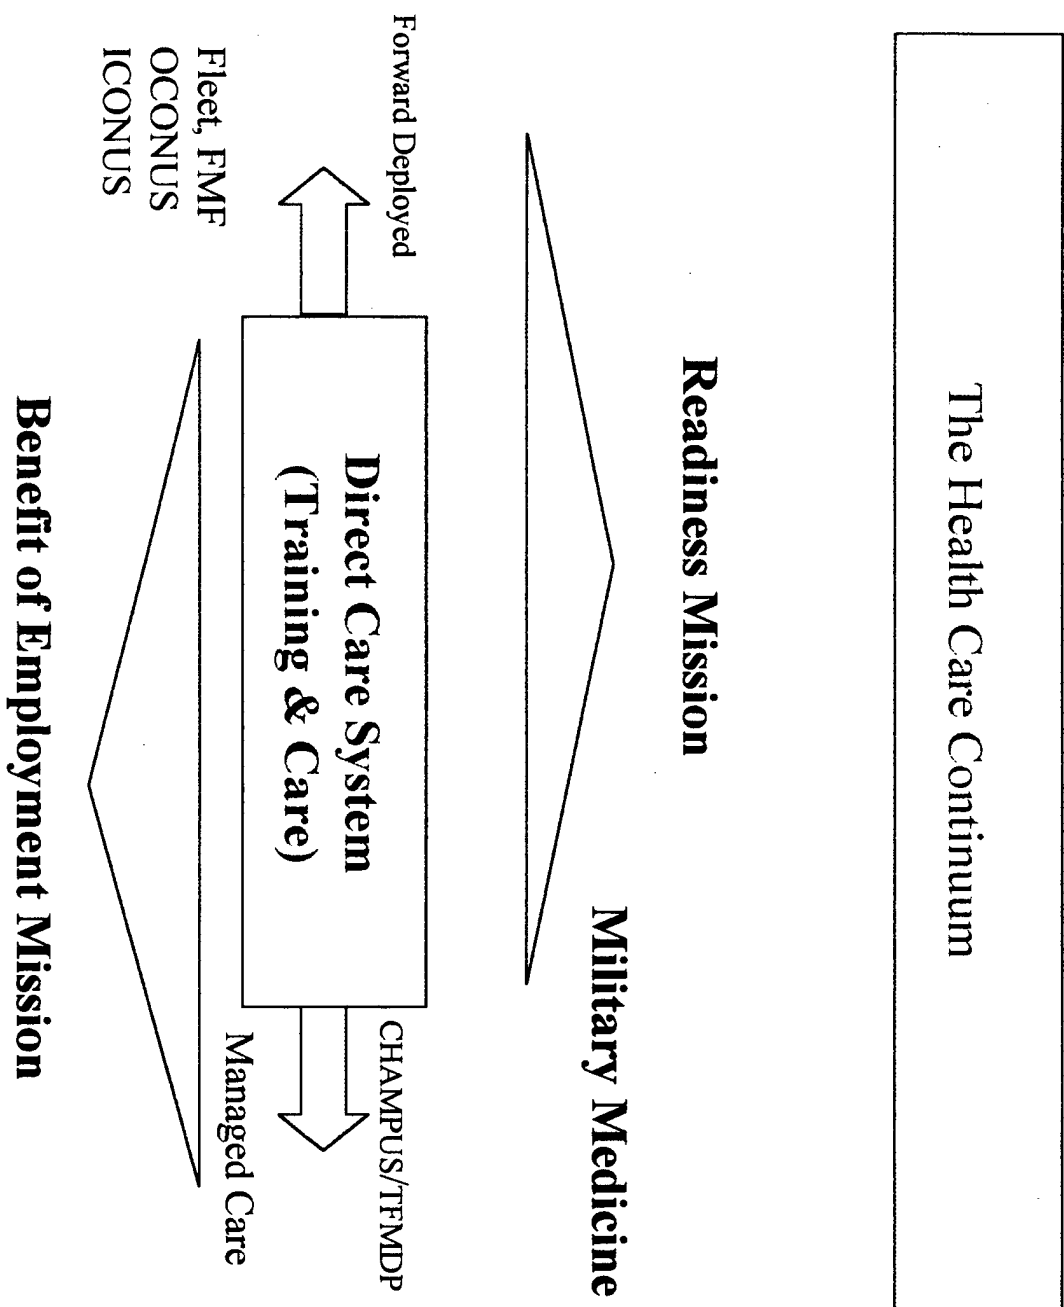 The Health Care Continuum
Readiness Mission
Military Medicine
Forward Deployed
CHAMPUS/TFMDP
Direct Care System
(Training & Care)
Fleet, FMF
OCONUS
ICONUS
Managed Care
Benefit of Employment Mission